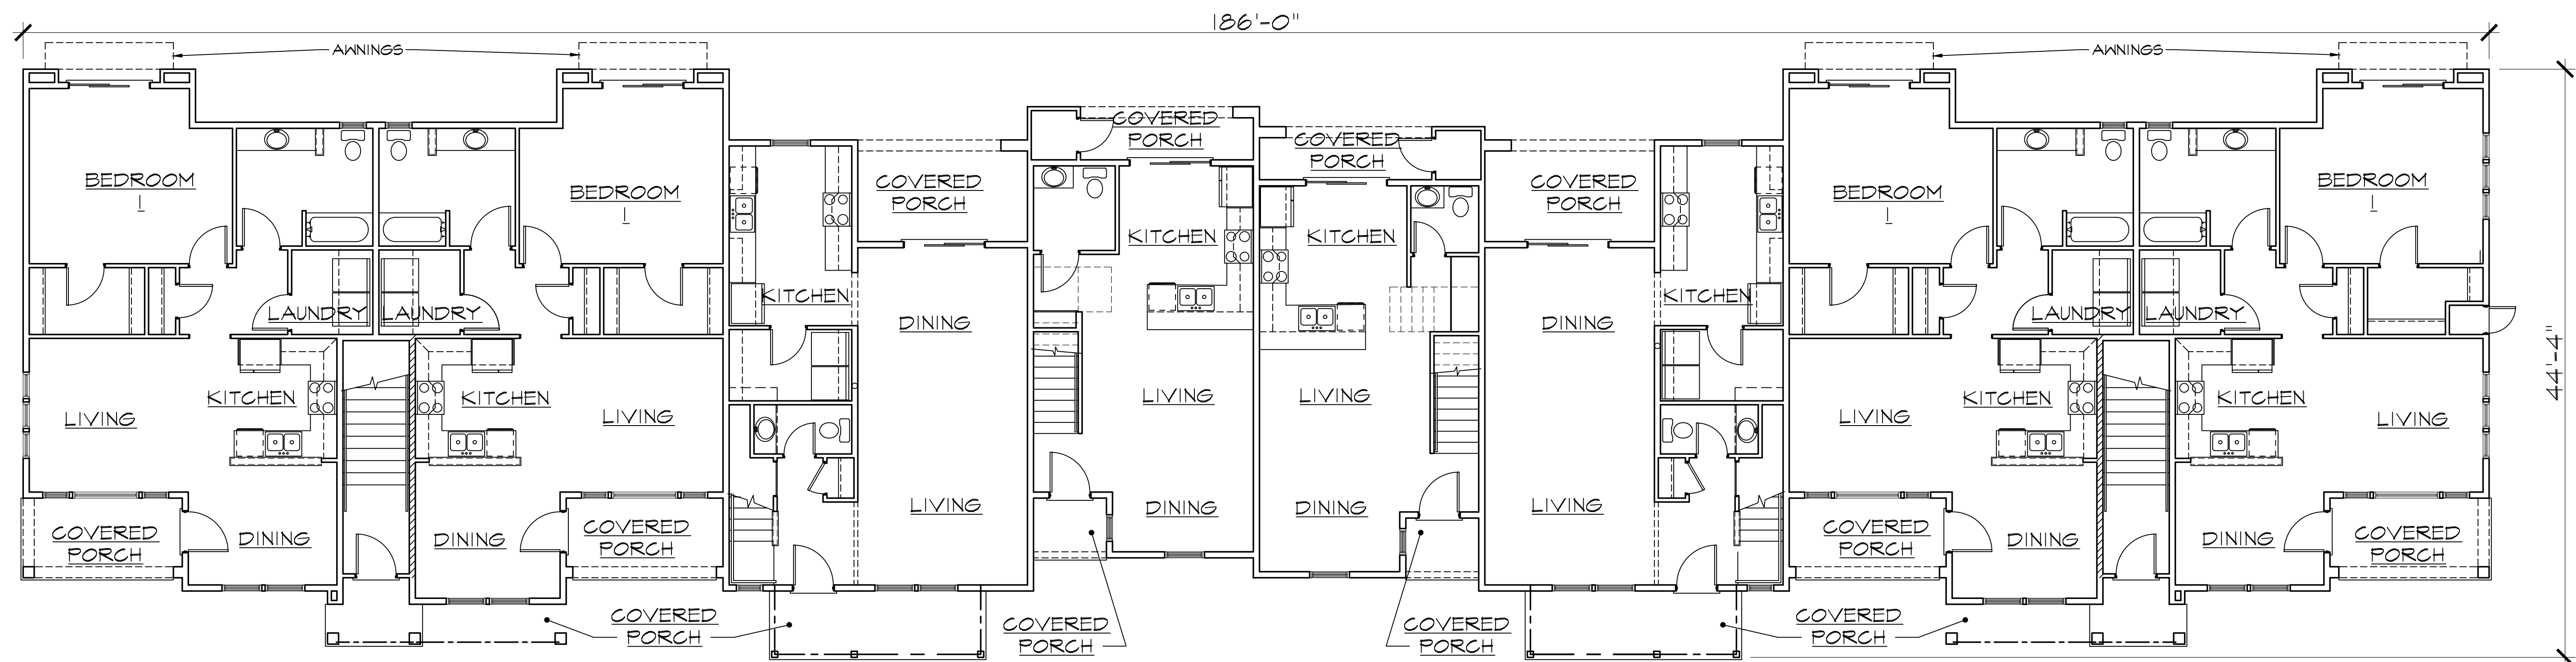 186'-0"
AWNINGS
AWNINGS
COVERED
PORCH
COVERED
PORCH
BEDROOM
1
BEDROOM
1
COVERED
PORCH
COVERED
PORCH
BEDROOM
1
BEDROOM
1
KITCHEN
KITCHEN
KITCHEN
KITCHEN
LAUNDRY
LAUNDRY
LAUNDRY
LAUNDRY
DINING
DINING
44'-4"
KITCHEN
KITCHEN
LIVING
LIVING
KITCHEN
KITCHEN
LIVING
LIVING
LIVING
LIVING
LIVING
DINING
DINING
LIVING
COVERED
PORCH
DINING
DINING
COVERED
PORCH
COVERED
PORCH
DINING
DINING
COVERED
PORCH
COVERED
PORCH
COVERED
PORCH
COVERED
PORCH
COVERED
PORCH